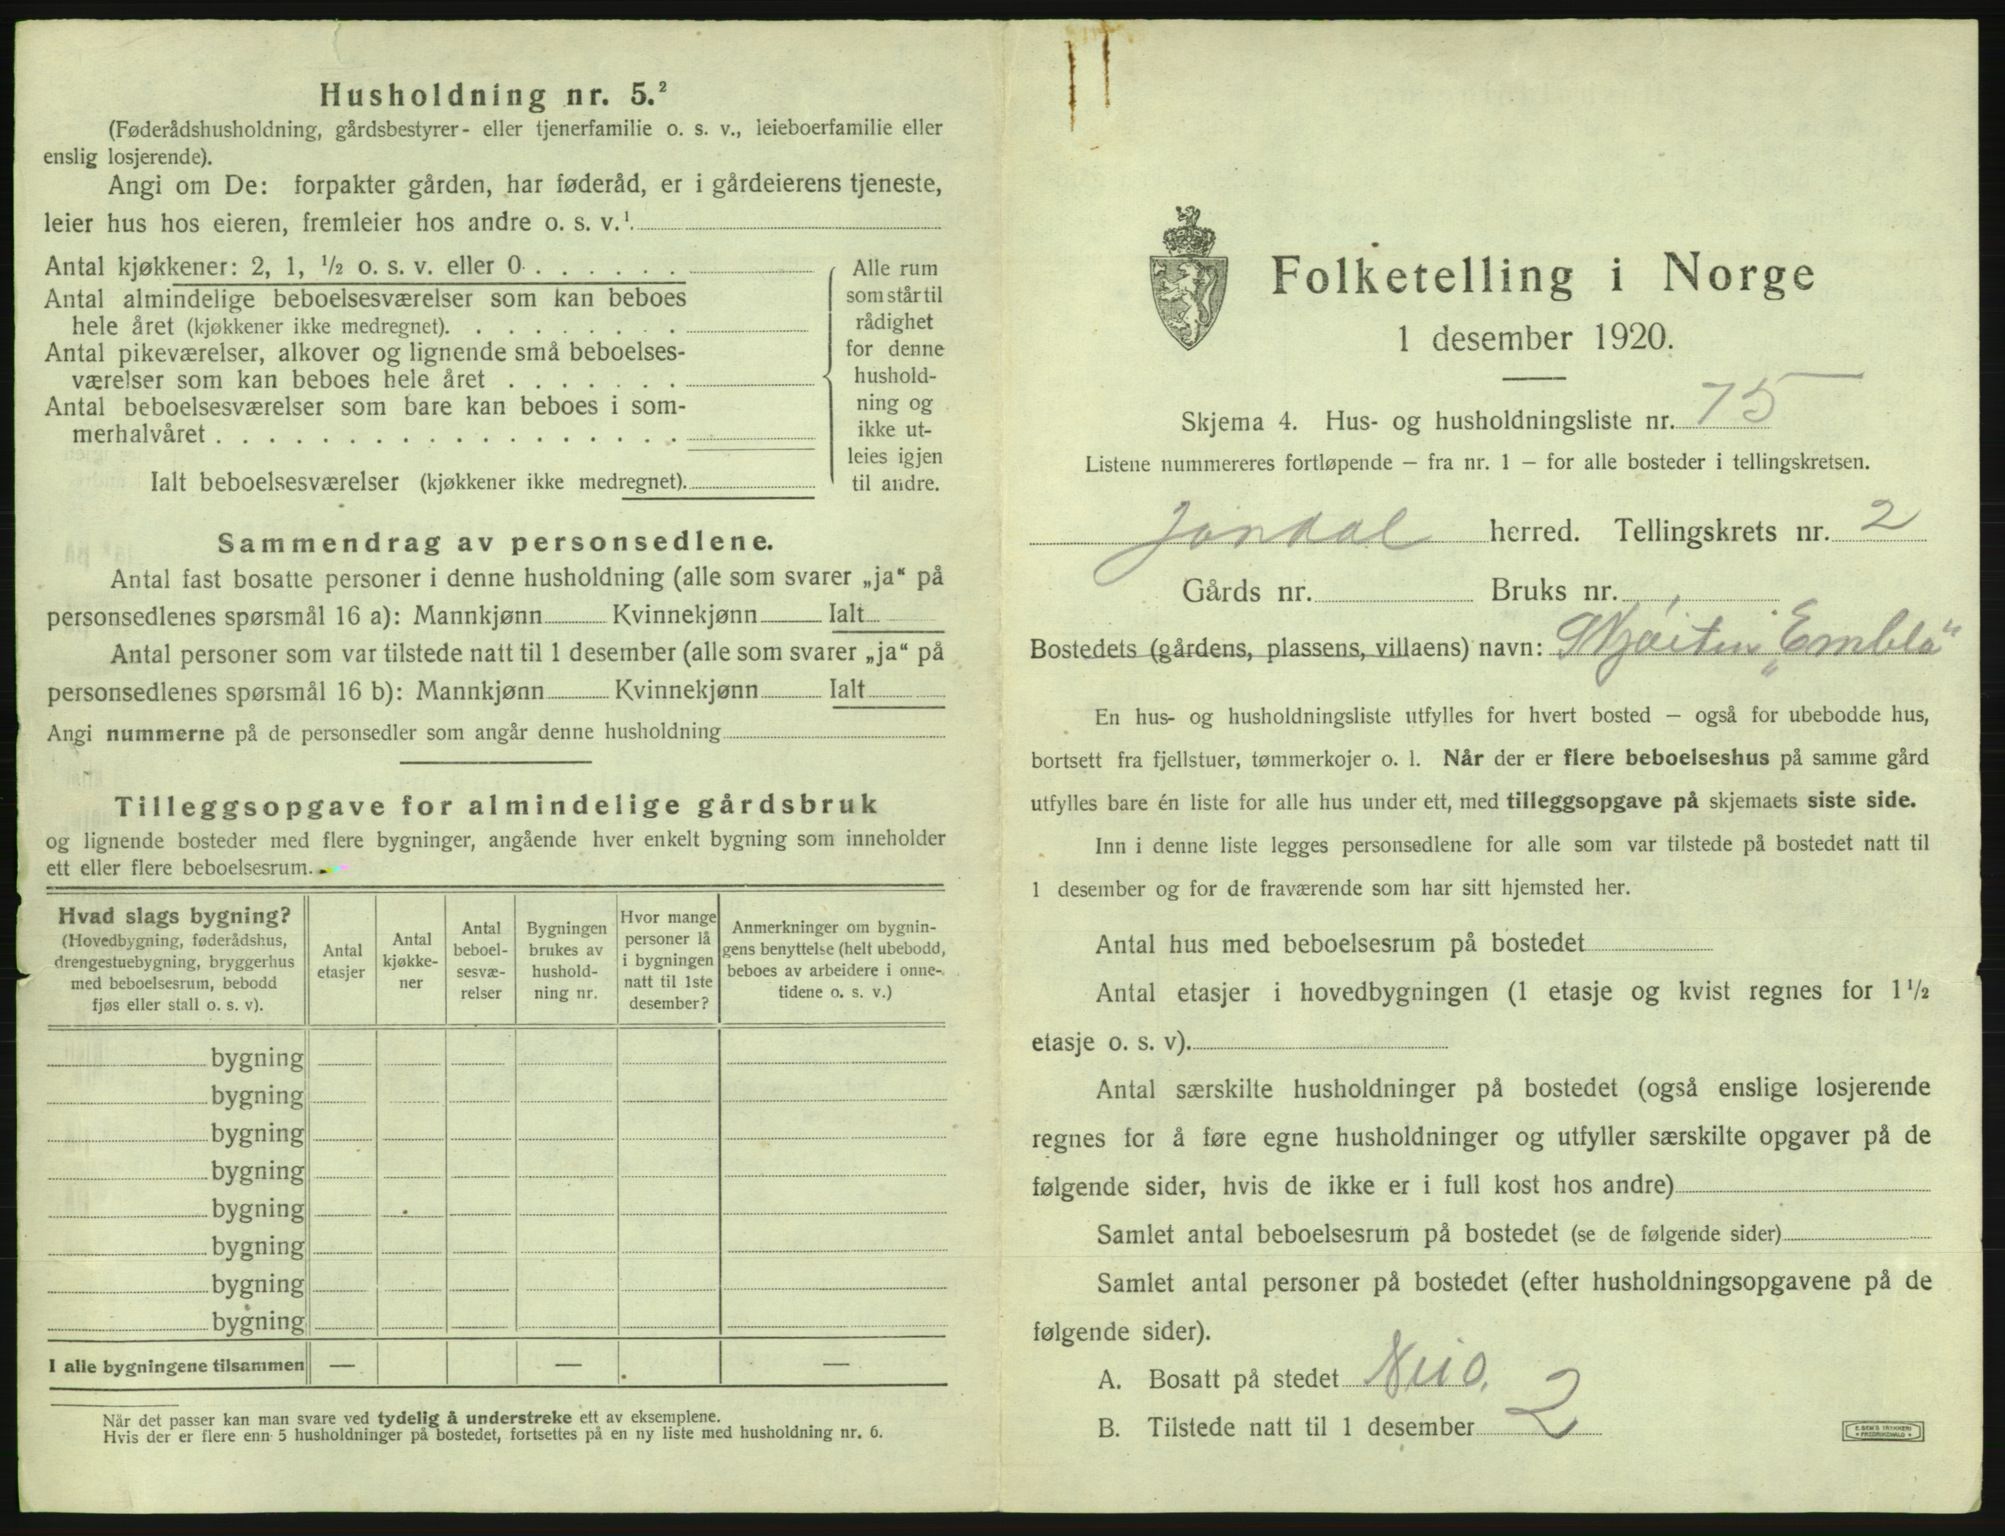 Husholdning nr. 5.²
(Føderådshusholdning, gårdsbestyrer- eller tjenerfamilie o. s. v., leieboerfamilie eller
enslig losjerende).
Angi om De: forpakter gården, har føderåd, er i gårdeierens tjeneste,
leier hus hos eieren, fremleier hos andre o. s. v.¹
Antal kjøkkener: 2, 1, ½ o. s. v. eller 0
Antal almindelige beboelsesværelser som kan beboes
hele året (kjøkkener ikke medregnet).
Antal pikeværelser, alkover og lignende små beboelses-
værelser som kan beboes hele året
Antal beboelsesværelser som bare kan beboes i som-
merhalvåret
Ialt beboelsesværelser (kjøkkener ikke medregnet).
Alle rum
som står til
rådighet
for denne
hushold-
ning og
ikke ut-
leies igjen
til andre.
Sammendrag av personsedlene.
Antal fast bosatte personer i denne husholdning (alle som svarer „ja“ på
personsedlenes spørsmål 16 a): Mannkjønn Kvinnekjønn Ialt
Antal personer som var tilstede natt til 1 desember (alle som svarer „ja“ på
personsedlenes spørsmål 16 b): Mannkjønn Kvinnekjønn Ialt
Angi nummerne på de personsedler som angår denne husholdning
Tilleggsopgave for almindelige gårdsbruk
og lignende bosteder med flere bygninger, angående hver enkelt bygning som inneholder
ett eller flere beboelsesrum.
Hvad slags bygning?
(Hovedbygning, føderådshus,
drengestuebygning, bryggerhus
med beboelsesrum, bebodd
fjøs eller stall o. s. v).
Antal
etasjer
Antal
kjøkke-
ner
Antal
beboel-
sesvæ-
relser
Bygningen
brukes av
hushold-
ning nr.
Hvor mange
personer lå
i bygningen
natt til 1ste
desember?
Anmerkninger om bygnin-
gens benyttelse (helt ubebodd,
beboes av arbeidere i onne-
tidene o. s. v.)
bygning
bygning
bygning
bygning
bygning
bygning
bygning
bygning
I alle bygningene tilsammen — — —
Når det passer kan man svare ved tydelig å understreke ett av eksemplene.
Hvis der er flere enn 5 husholdninger på bostedet, fortsettes på en ny liste med husholdning nr. 6.
Folketelling i Norge
1 desember 1920.
Skjema 4. Hus- og husholdningsliste nr. 75
Listene nummereres fortløpende – fra nr. 1 – for alle bosteder i tellingskretsen.
Jondal herred. Tellingskrets nr. 2
Gårds nr. Bruks nr.
Bostedets (gårdens, plassens, villaens) navn: „Embla“
En hus- og husholdningsliste utfylles for hvert bosted – også for ubebodde hus,
bortsett fra fjellstuer, tømmerkojer o. l. Når der er flere beboelseshus på samme gård
utfylles bare én liste for alle hus under ett, med tilleggsopgave på skjemaets siste side.
Inn i denne liste legges personsedlene for alle som var tilstede på bostedet natt til
1 desember og for de fraværende som har sitt hjemsted her.
Antal hus med beboelsesrum på bostedet
Antal etasjer i hovedbygningen (1 etasje og kvist regnes for 1½
etasje o. s. v).
Antal særskilte husholdninger på bostedet (også enslige losjerende
regnes for å føre egne husholdninger og utfyller særskilte opgaver på de
følgende sider, hvis de ikke er i full kost hos andre)
Samlet antal beboelsesrum på bostedet (se de følgende sider)
Samlet antal personer på bostedet (efter husholdningsopgavene på de
følgende sider).
A. Bosatt på stedet
B. Tilstede natt til 1 desember 2